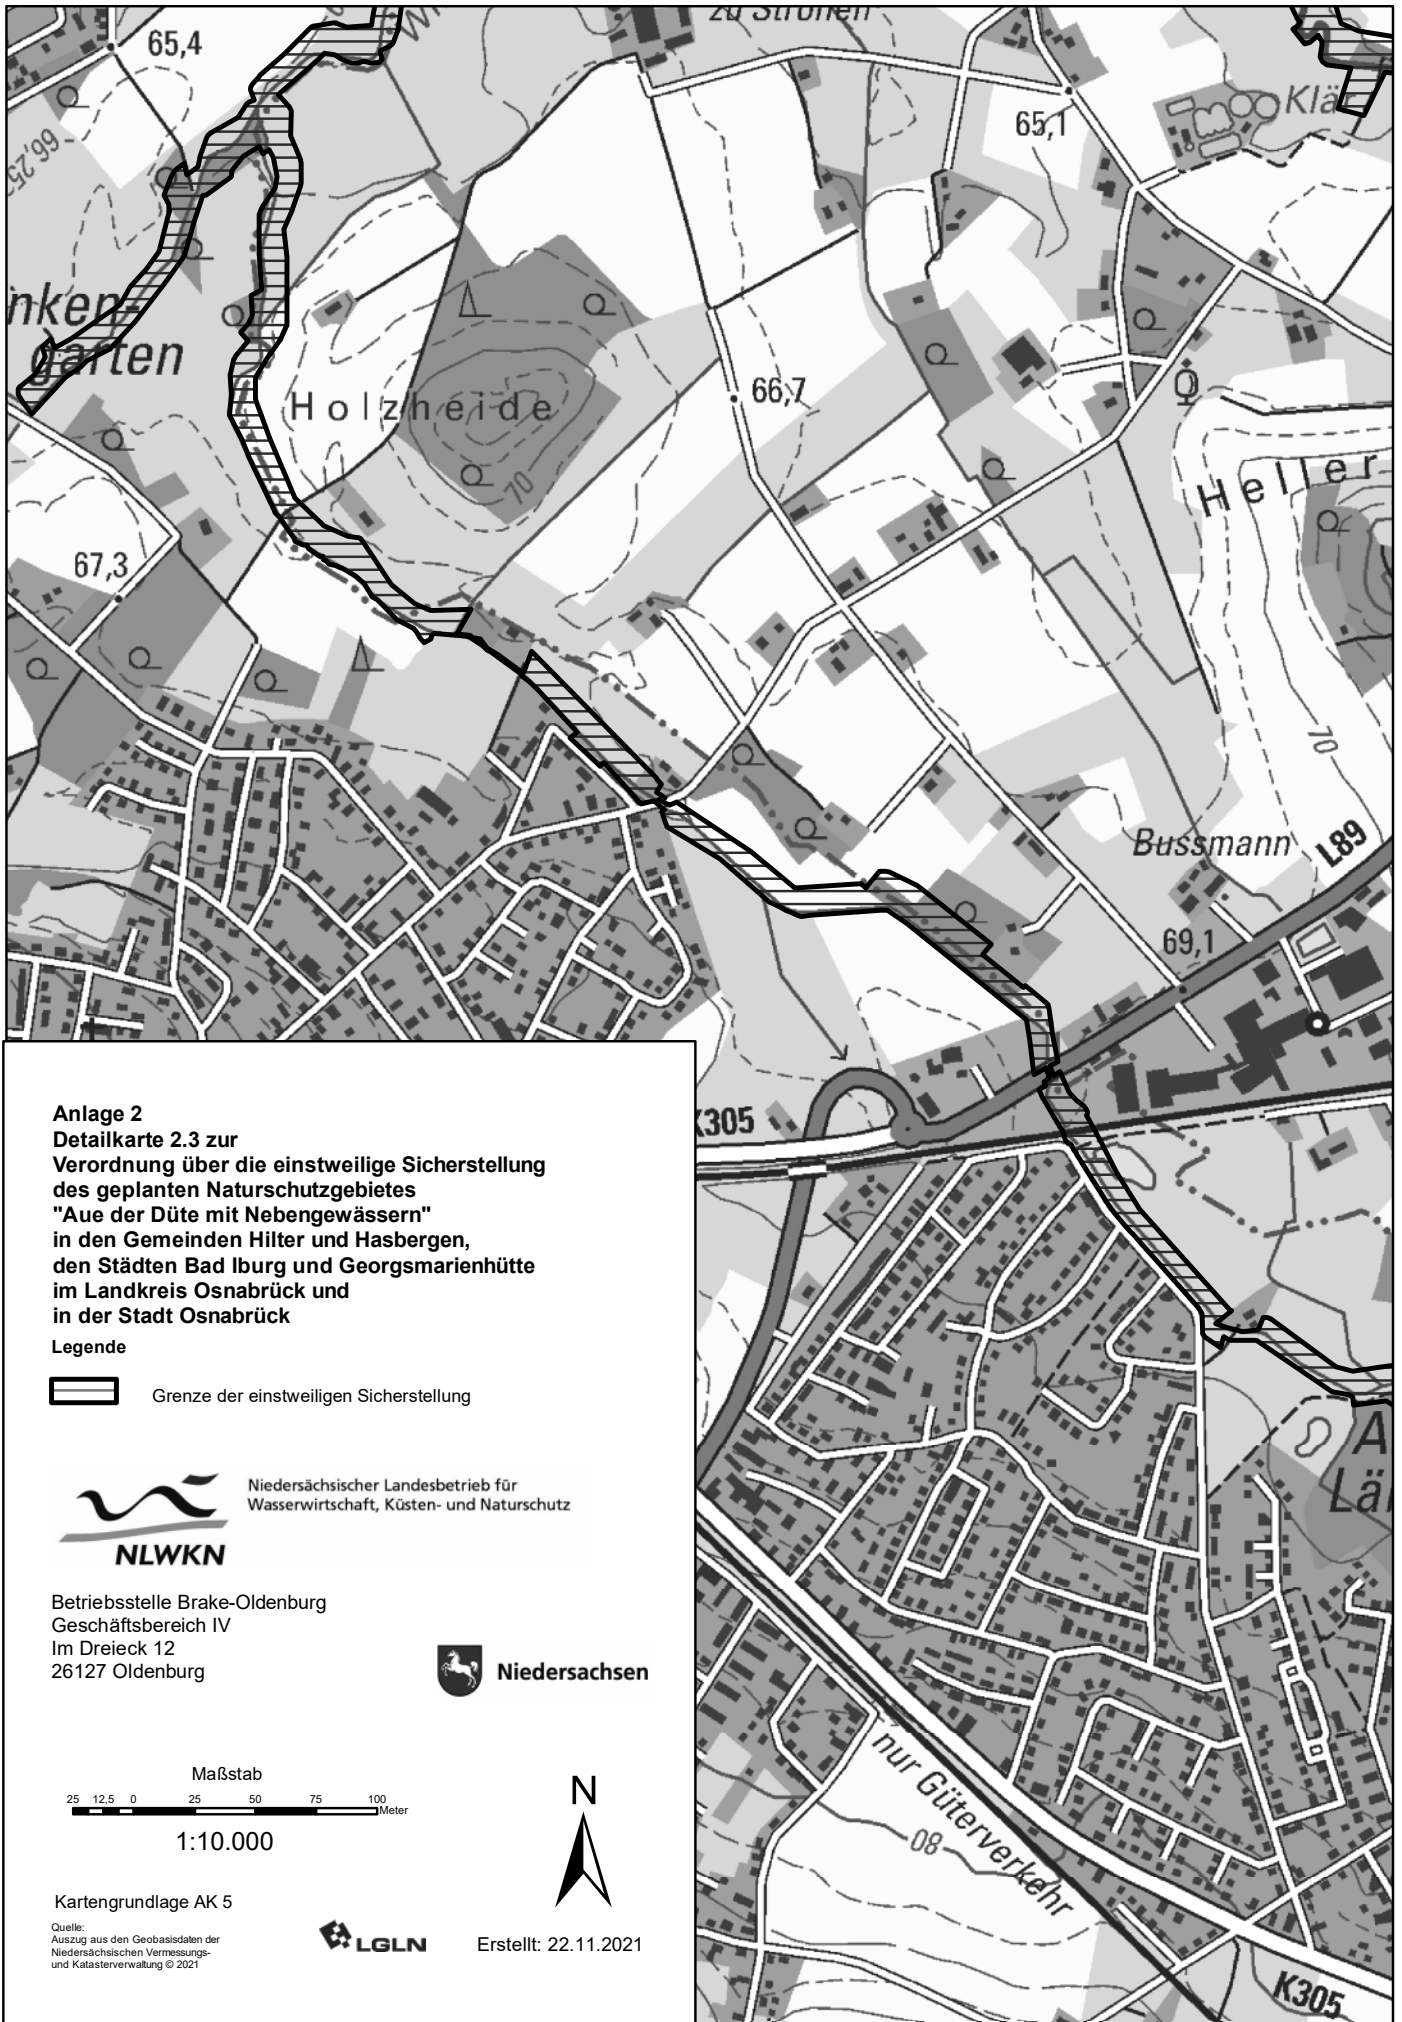 zu Strohen
65,4
65,1
Klär
66,25
nken-
garten
Holzheide
66,7
70
Heller
67,3
70
Bussmann
L89
69,1
K305
A
Lä
nur Güterverkehr
80
K305
Anlage 2
Detailkarte 2.3 zur
Verordnung über die einstweilige Sicherstellung
des geplanten Naturschutzgebietes
"Aue der Düte mit Nebengewässern"
in den Gemeinden Hilter und Hasbergen,
den Städten Bad Iburg und Georgsmarienhütte
im Landkreis Osnabrück und
in der Stadt Osnabrück
Legende
Grenze der einstweiligen Sicherstellung
Niedersächsischer Landesbetrieb für
Wasserwirtschaft, Küsten- und Naturschutz
NLWKN
Betriebsstelle Brake-Oldenburg
Geschäftsbereich IV
Im Dreieck 12
26127 Oldenburg
Niedersachsen
Maßstab
25 12,5 0 25 50 75 100
Meter
1:10.000
N
Kartengrundlage AK 5
Quelle:
Auszug aus den Geobasisdaten der
Niedersächsischen Vermessungs-
und Katasterverwaltung © 2021
LGLN
Erstellt: 22.11.2021